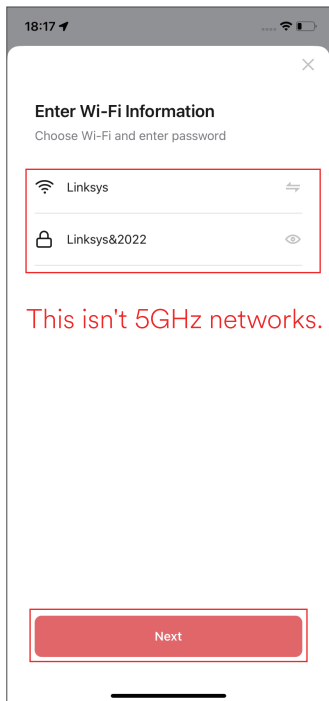 18:17
Enter Wi-Fi Information
Choose Wi-Fi and enter password
Linksys
Linksys&2022
This isn't 5GHz networks.
Next